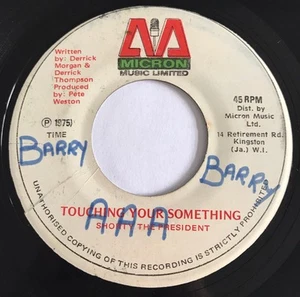 MICRON
MUSIC LIMITED
Written
by: Derrick
Morgan &
Derrick
Thompson
Produced
by: Pete
Weston
45 RPM
Dist. by
Micron Music
Ltd.
14 Retirement Rd.
Kingston
(Ja.) W.I.
(P 1975)
TIME
BARRY
BARRY
TOUCHING YOUR SOMETHING
SHORTY THE PRESIDENT
AAA
UNAUTHORISED COPYING OF THIS RECORDING IS STRICTLY PROHIBITED